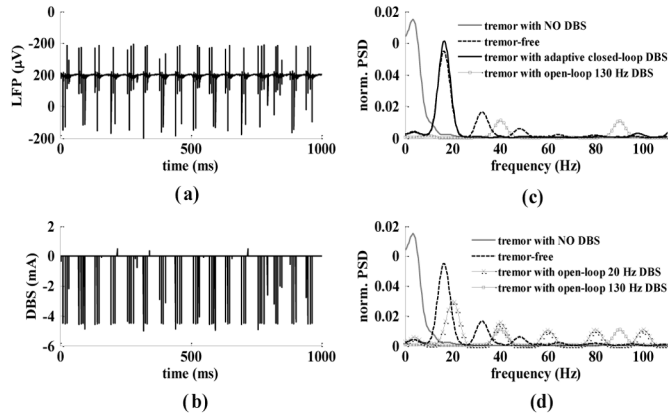 -200
-200
200
0
-200
LFP (µV)
0
500
1000
time (ms)
(a)
0.02
0
0.02
0
norm. PSD
tremor with NO DBS
tremor-free
tremor with adaptive closed-loop DBS
tremor with open-loop 130 Hz DBS
0
20
40
60
80
100
frequency (Hz)
(c)
2
0
-2
-4
-6
DBS (mA)
0
500
1000
time (ms)
(b)
0.02
0
0.02
0
norm. PSD
tremor with NO DBS
tremor-free
tremor with open-loop 20 Hz DBS
tremor with open-loop 130 Hz DBS
0
20
40
60
80
100
frequency (Hz)
(d)